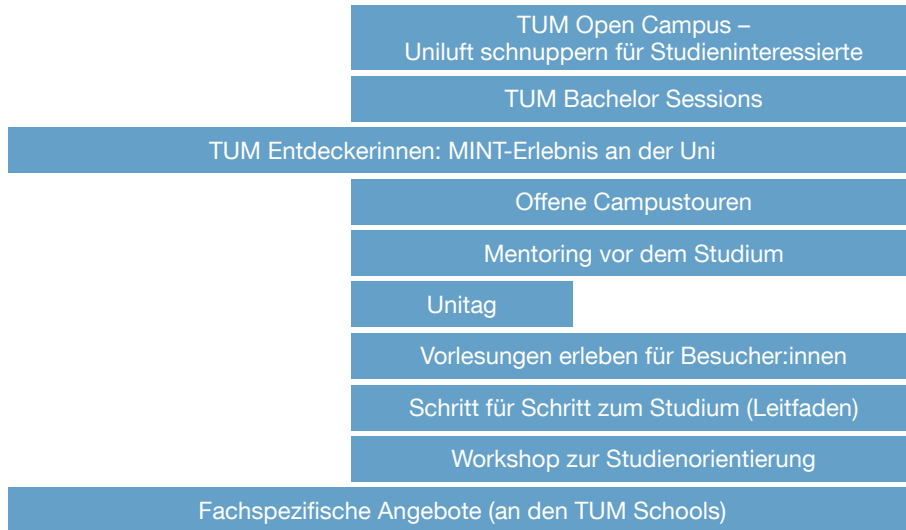 TUM Open Campus –
Uniluft schnuppern für Studieninteressierte
TUM Bachelor Sessions
TUM Entdeckerinnen: MINT-Erlebnis an der Uni
Offene Campustouren
Mentoring vor dem Studium
Unitag
Vorlesungen erleben für Besucher:innen
Schritt für Schritt zum Studium (Leitfaden)
Workshop zur Studienorientierung
Fachspezifische Angebote (an den TUM Schools)